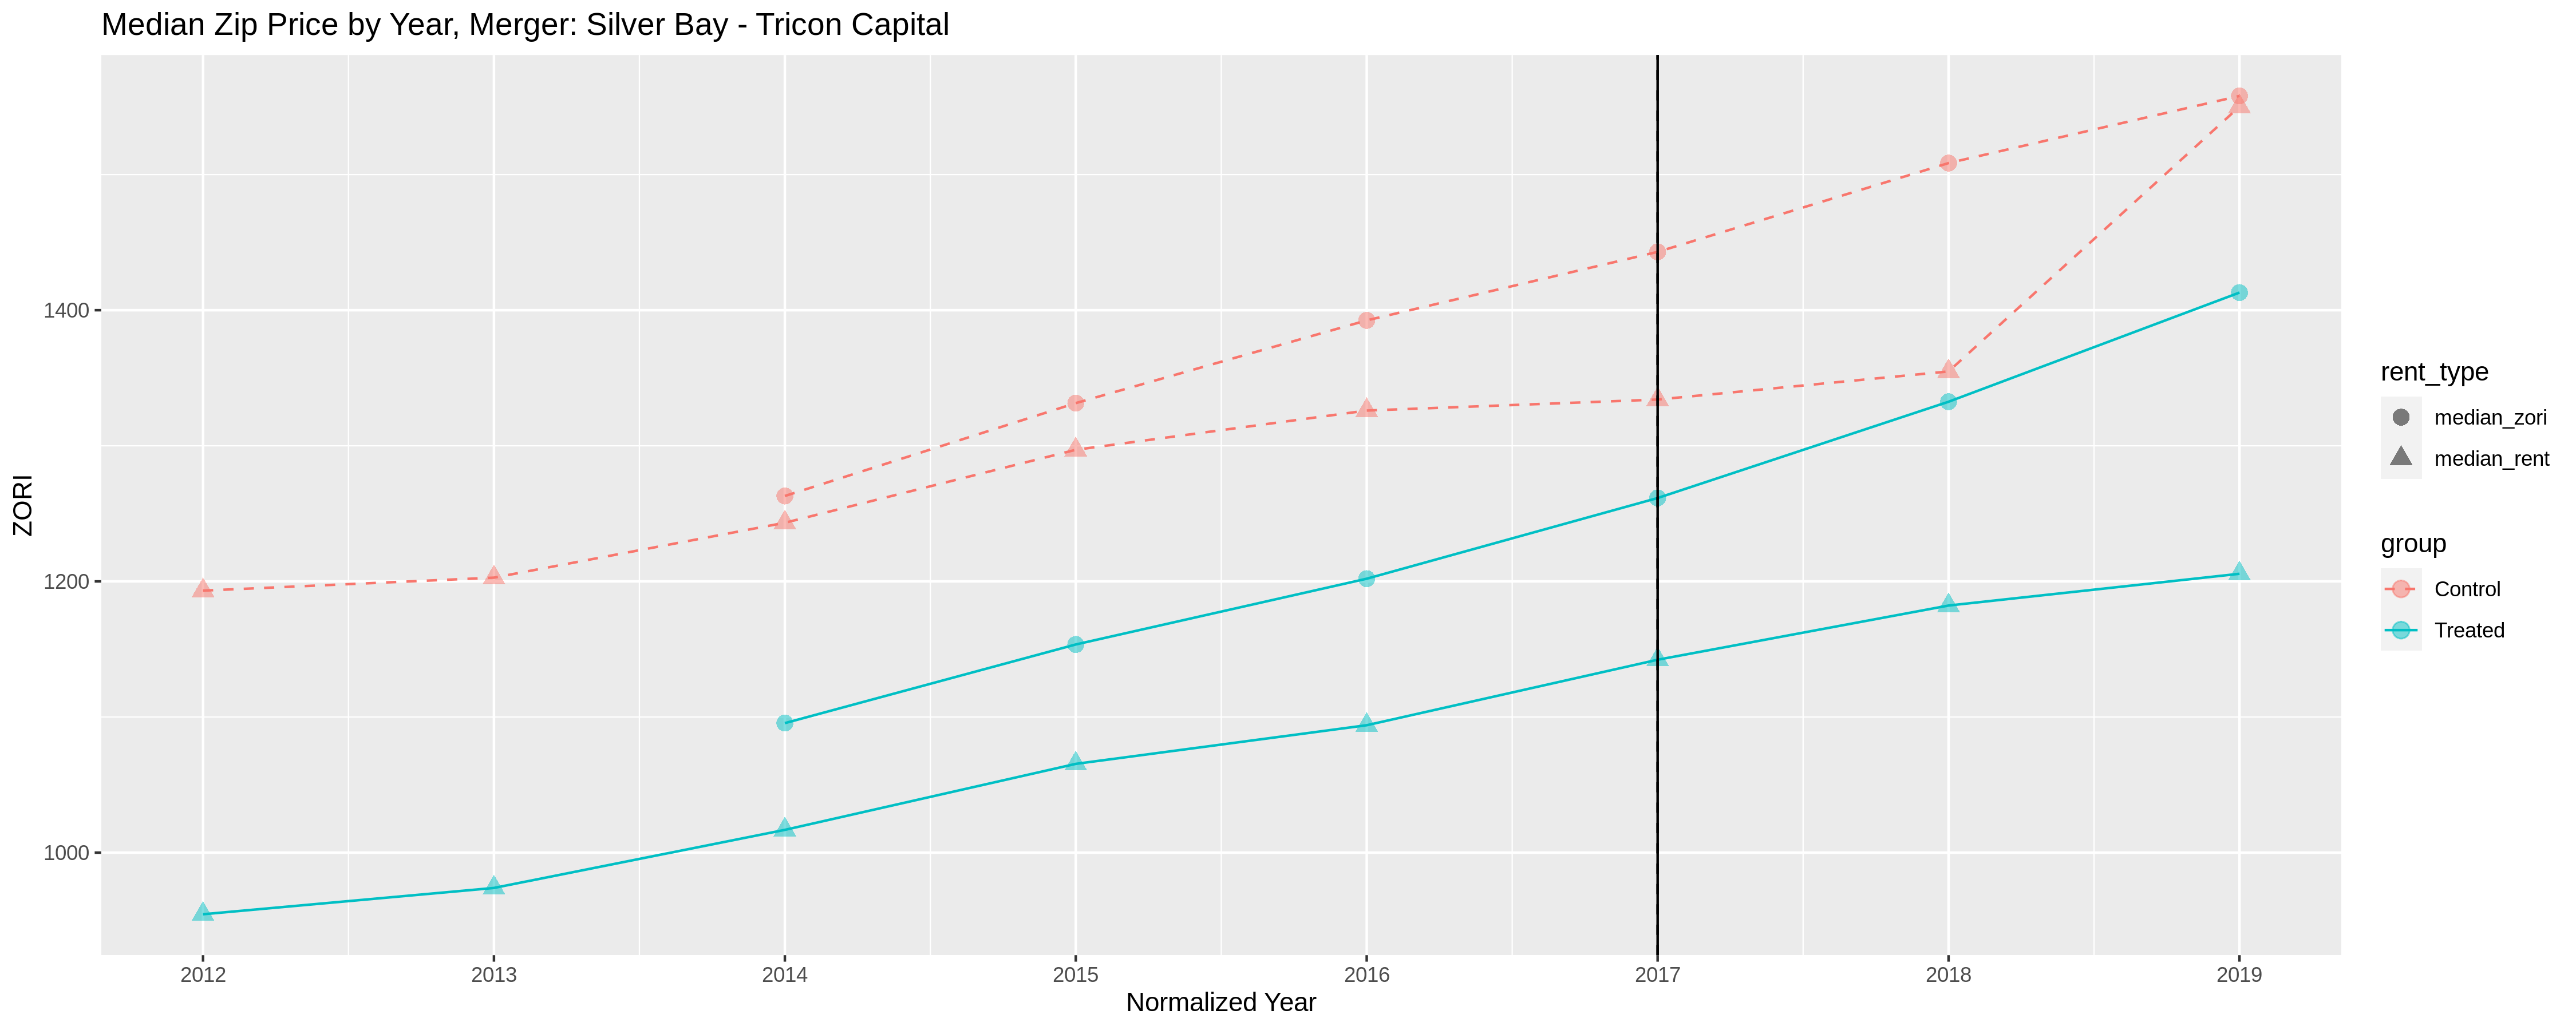 Median Zip Price by Year, Merger: Silver Bay - Tricon Capital
ZORI
1400
1200
1000
2012 2013 2014 2015 2016 2017 2018 2019
Normalized Year
rent_type
median_zori
median_rent
group
Control
Treated